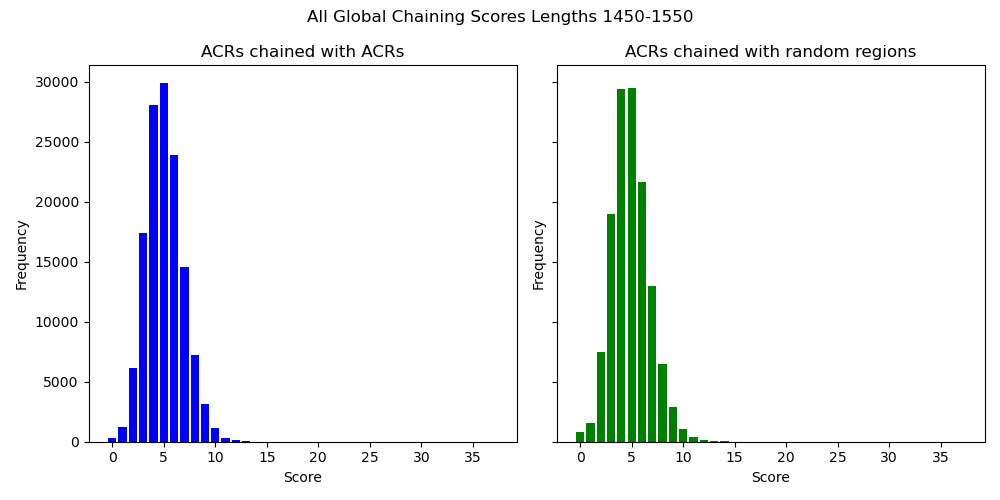 All Global Chaining Scores Lengths 1450-1550
ACRs chained with ACRs
ACRs chained with random regions
30000
25000
20000
15000
10000
5000
0
Frequency
Frequency
0 5 10 15 20 25 30 35
0 5 10 15 20 25 30 35
Score
Score